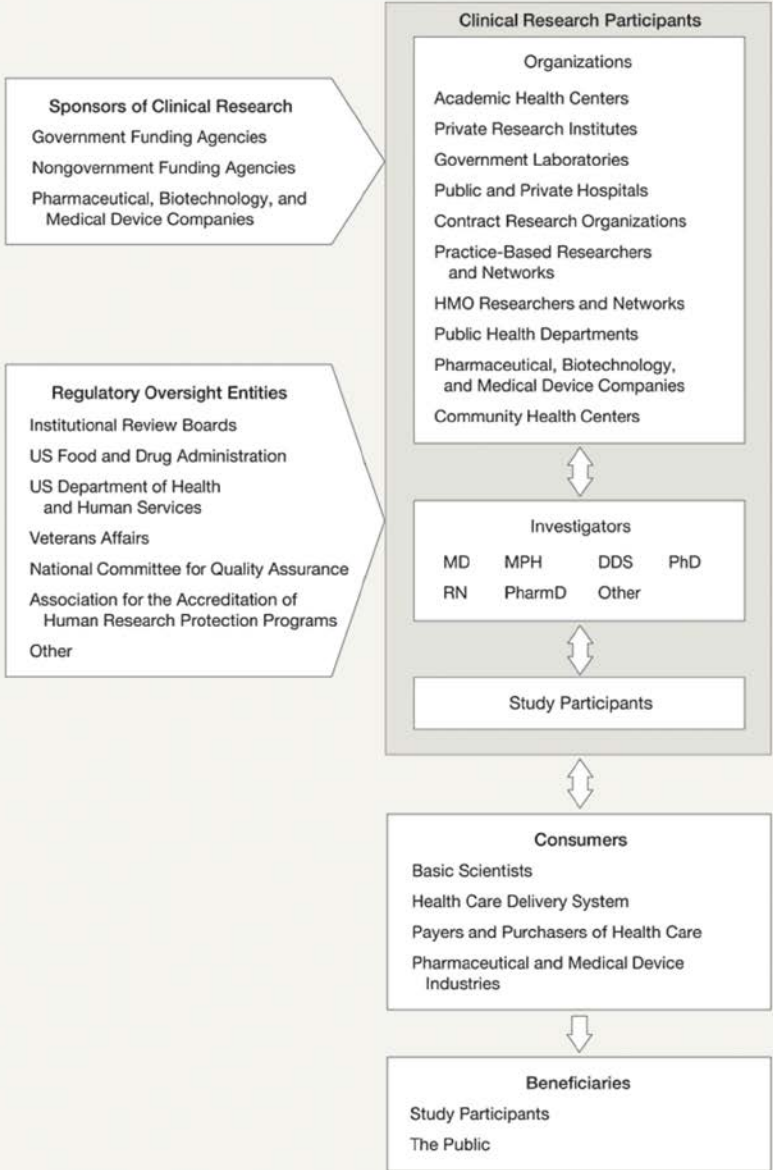 Sponsors of Clinical Research
Government Funding Agencies
Nongovernment Funding Agencies
Pharmaceutical, Biotechnology, and
Medical Device Companies
Regulatory Oversight Entities
Institutional Review Boards
US Food and Drug Administration
US Department of Health
and Human Services
Veterans Affairs
National Committee for Quality Assurance
Association for the Accreditation of
Human Research Protection Programs
Other
Clinical Research Participants
Organizations
Academic Health Centers
Private Research Institutes
Government Laboratories
Public and Private Hospitals
Contract Research Organizations
Practice-Based Researchers
and Networks
HMO Researchers and Networks
Public Health Departments
Pharmaceutical, Biotechnology,
and Medical Device Companies
Community Health Centers
Investigators
MD MPH DDS PhD
RN PharmD Other
Study Participants
Consumers
Basic Scientists
Health Care Delivery System
Payers and Purchasers of Health Care
Pharmaceutical and Medical Device
Industries
Beneficiaries
Study Participants
The Public